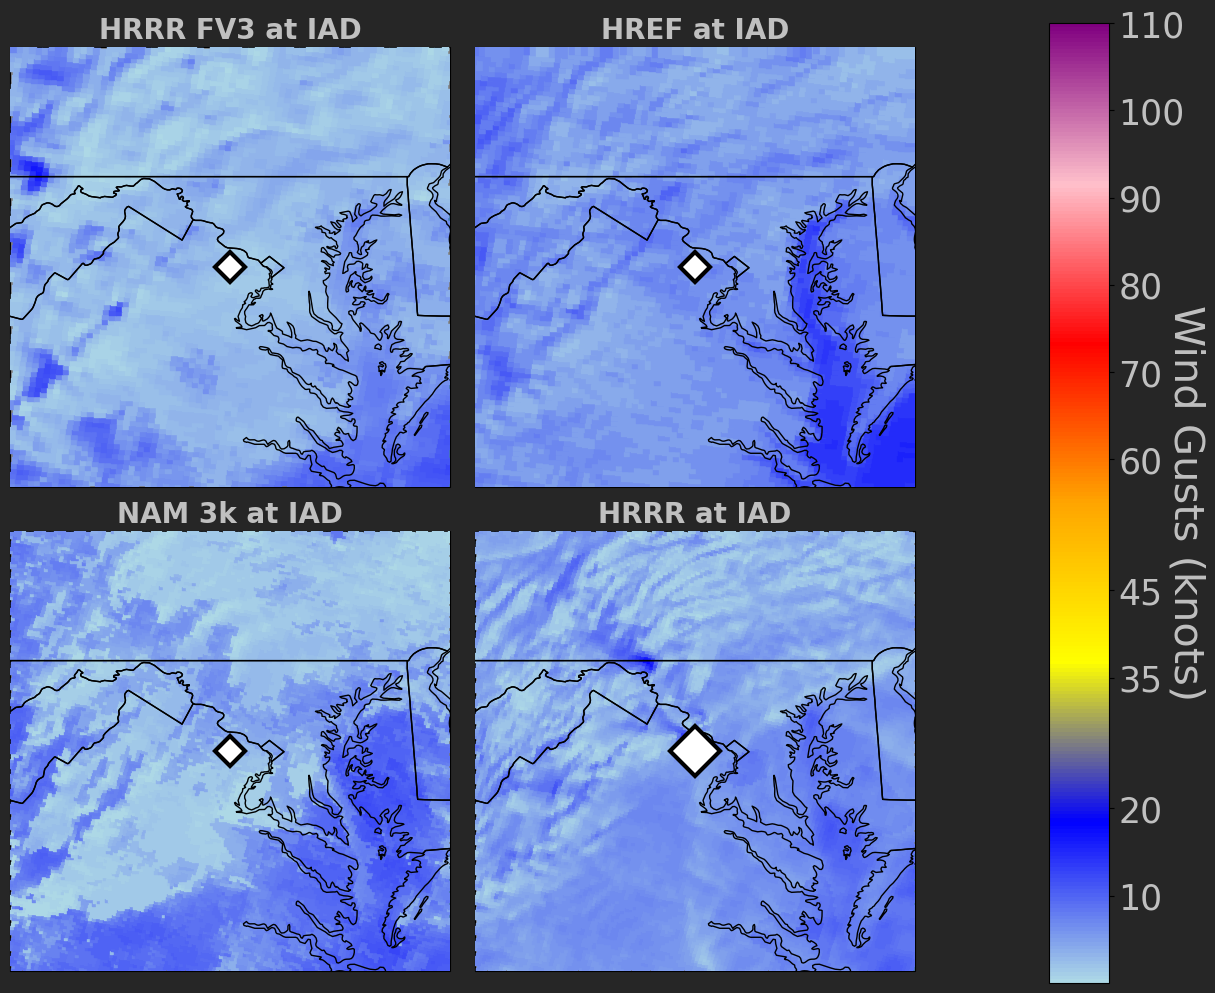 HRRR FV3 at IAD
HREF at IAD
NAM 3k at IAD
HRRR at IAD
110
100
90
80
70
60
45
35
20
10
Wind Gusts (knots)